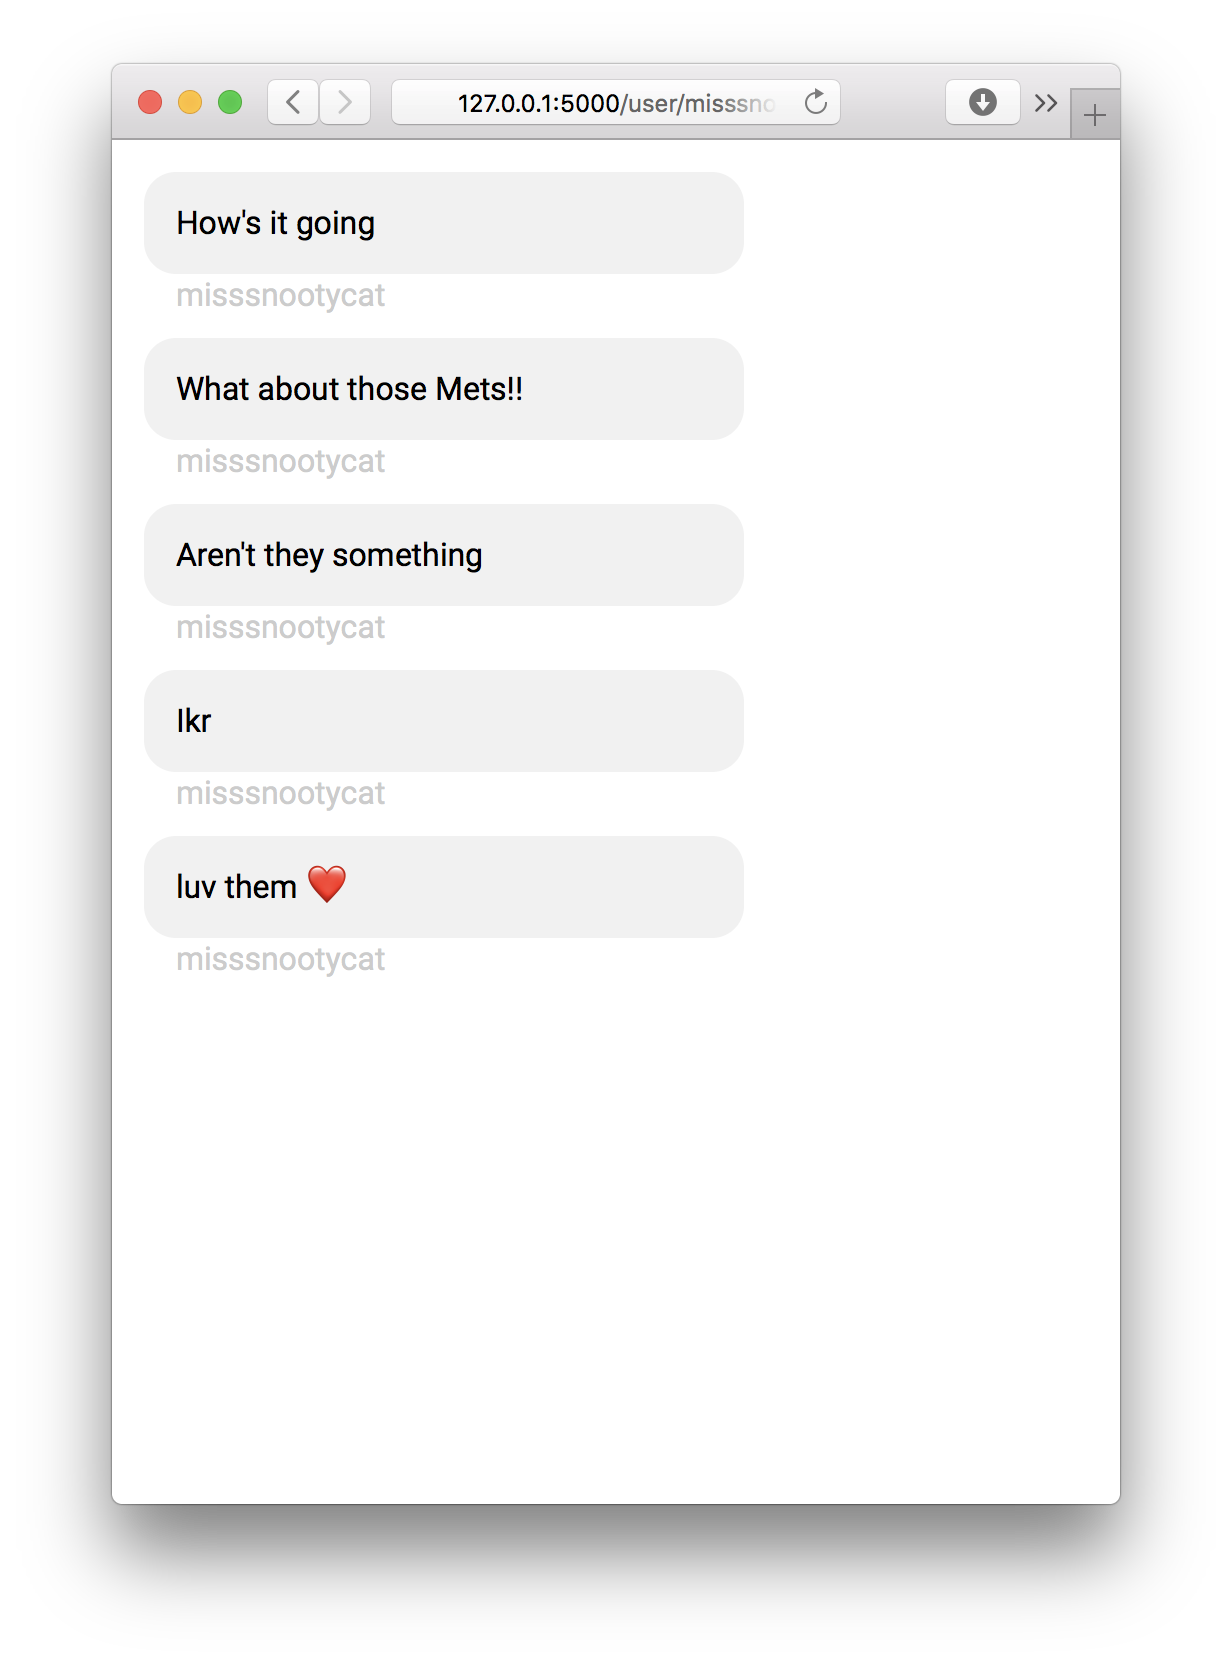 127.0.0.1:5000/user/misssno
How's it going
misssnootycat
What about those Mets!!
misssnootycat
Aren't they something
misssnootycat
Ikr
misssnootycat
luv them ❤️
misssnootycat